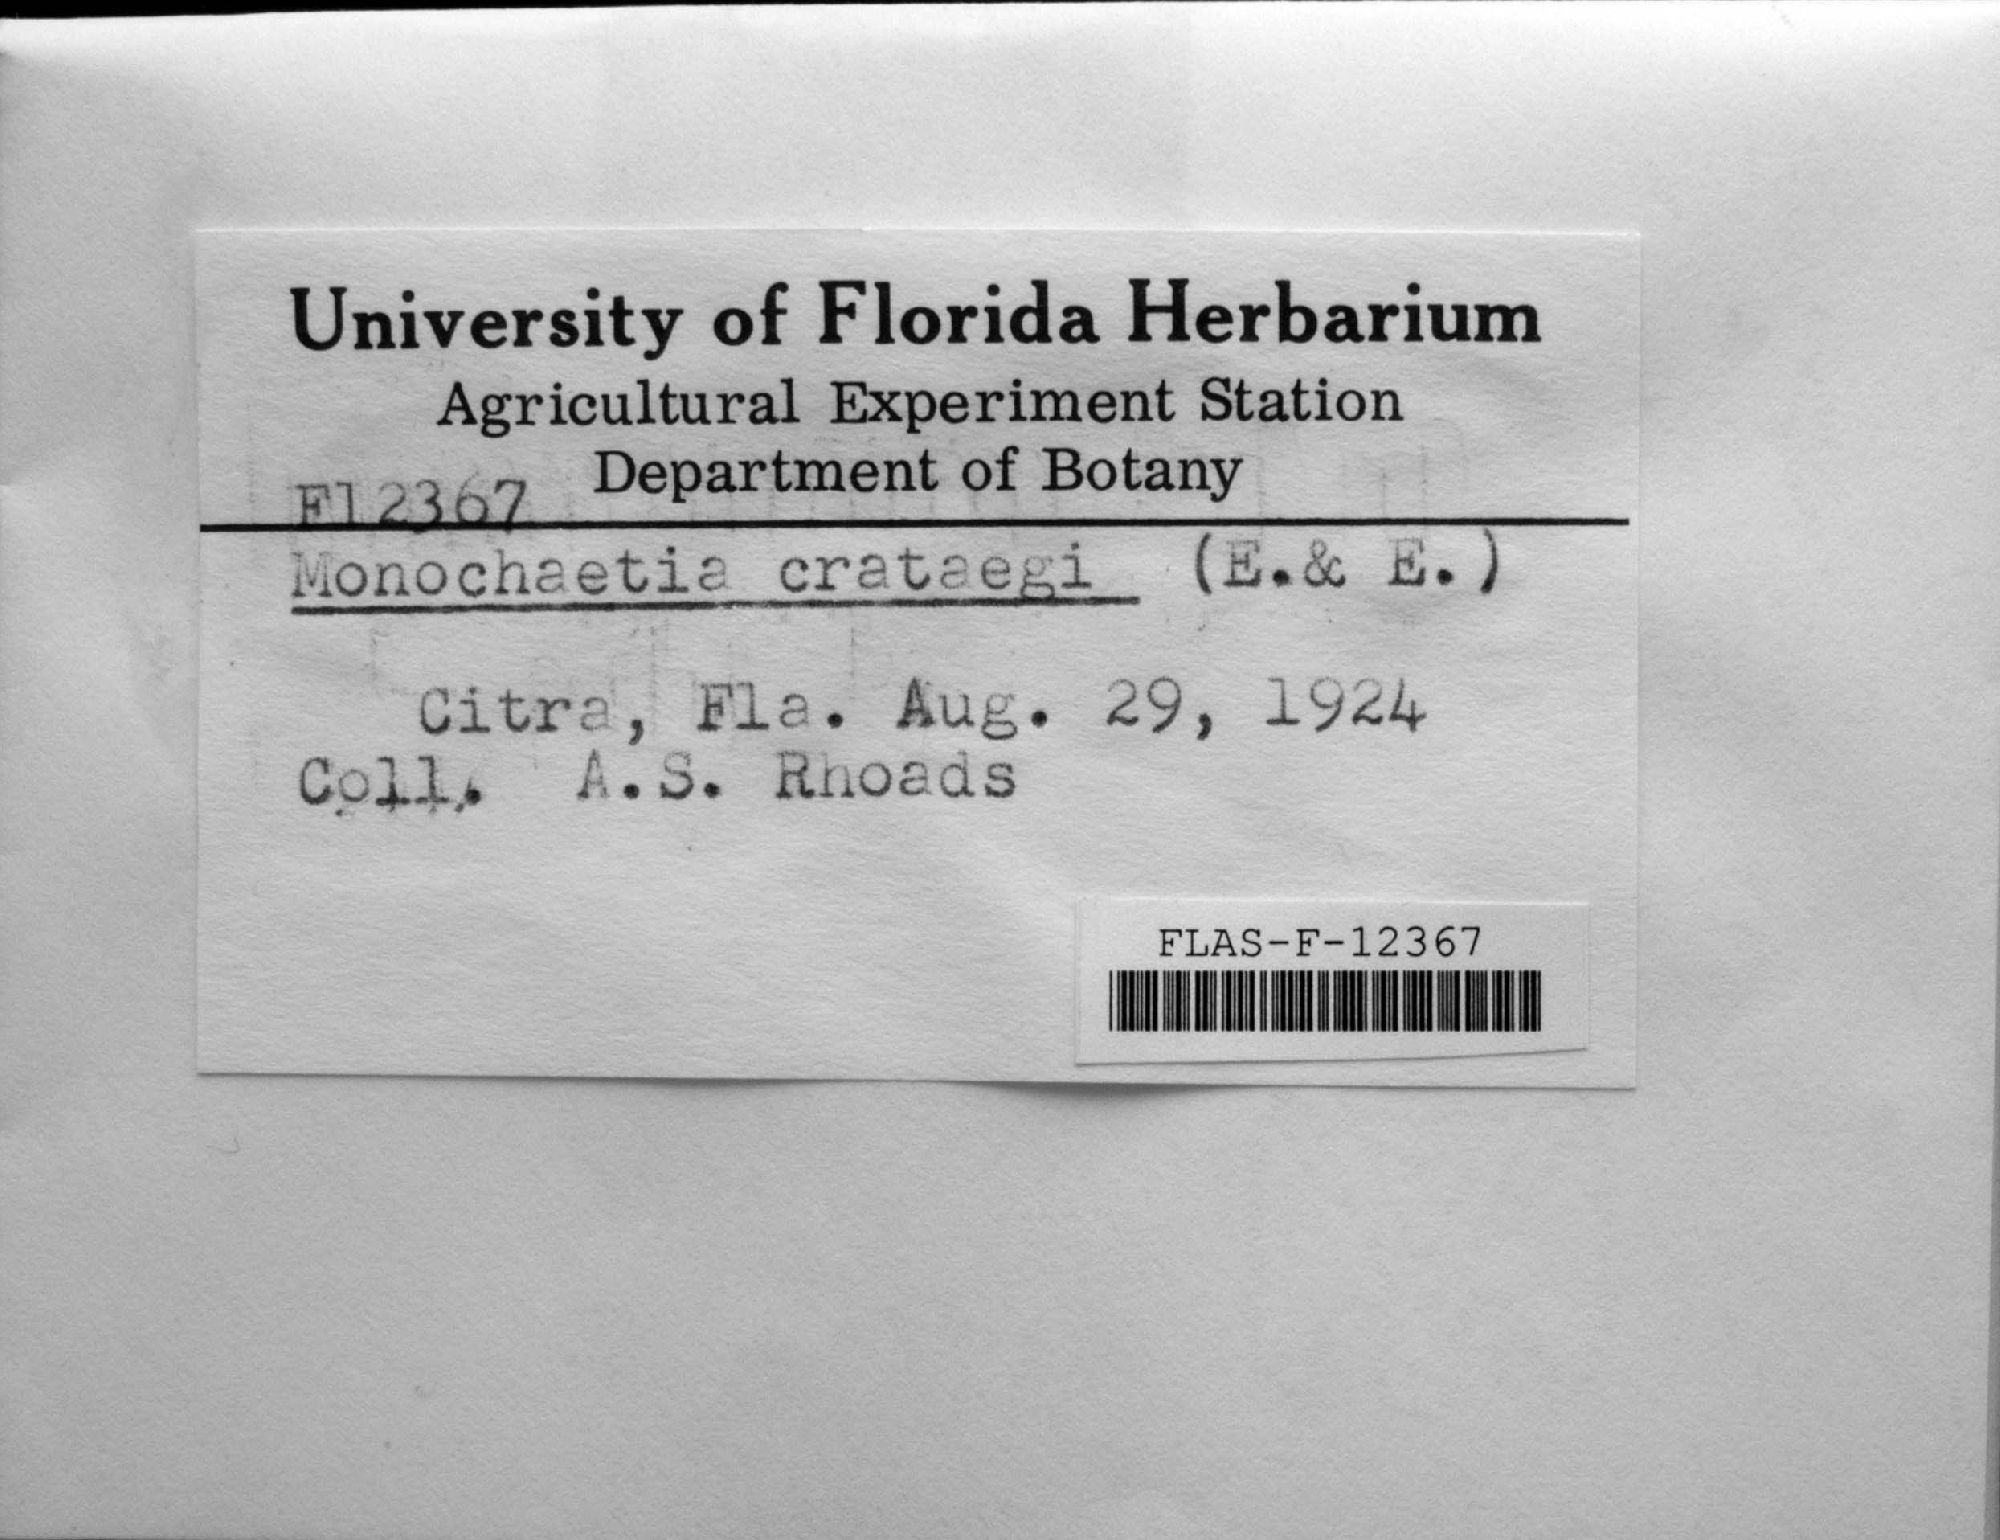 University of Florida Herbarium
Agricultural Experiment Station
Department of Botany
F12367
Monochaetia crataegi (E.& E.)
Citra, Fla. Aug. 29, 1924
Coll. A.S. Rhoads
FLAS-F-12367